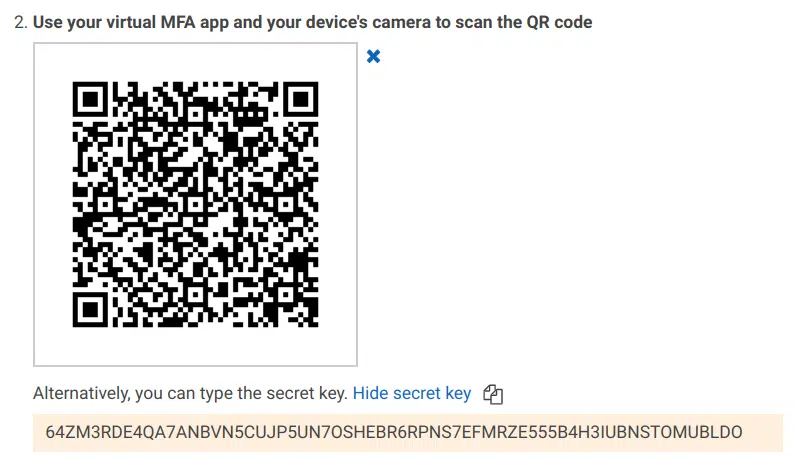 2. Use your virtual MFA app and your device's camera to scan the QR code
Alternatively, you can type the secret key. Hide secret key
64ZM3RDE4QA7ANBVN5CUJP5UN7OSHEBR6RPNS7EFMRZE555B4H3IUBNSTOMUBLDO